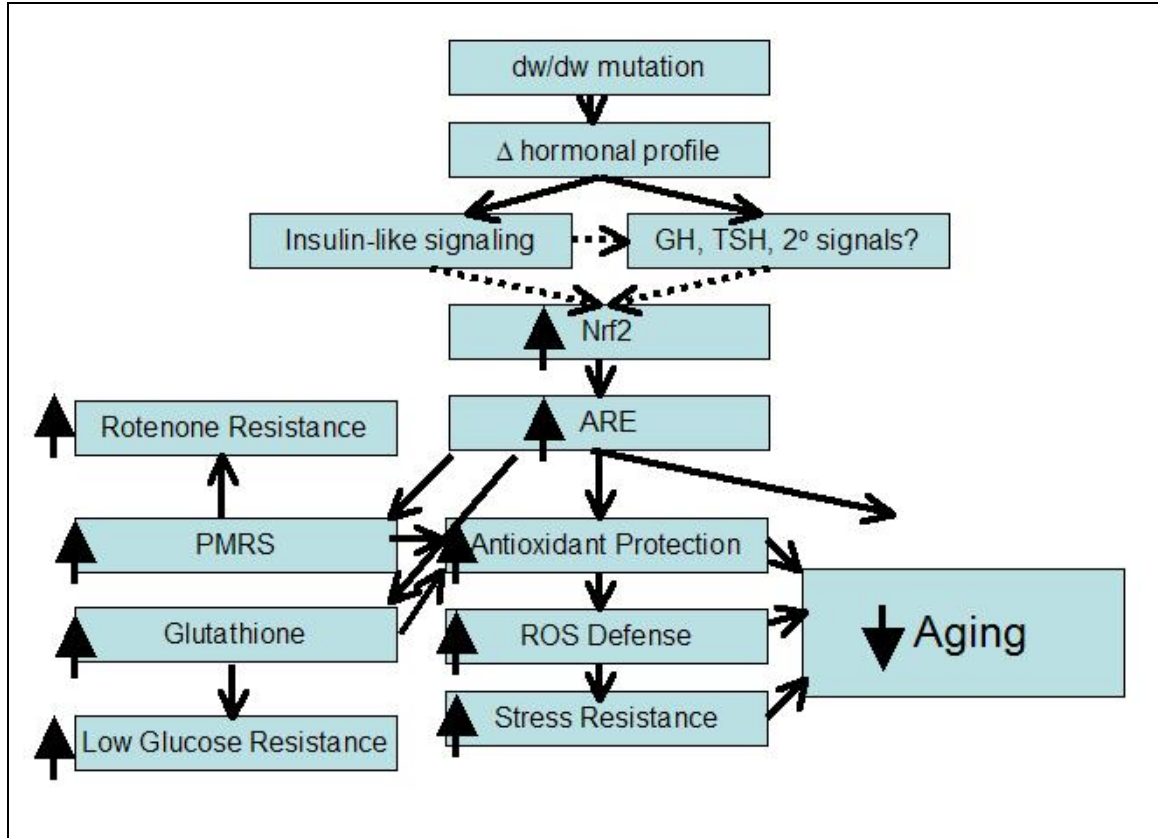 dw/dw mutation
Δ hormonal profile
Insulin-like signaling
GH, TSH, 2º signals?
Nrf2
ARE
Rotenone Resistance
PMRS
Antioxidant Protection
Glutathione
ROS Defense
Aging
Low Glucose Resistance
Stress Resistance